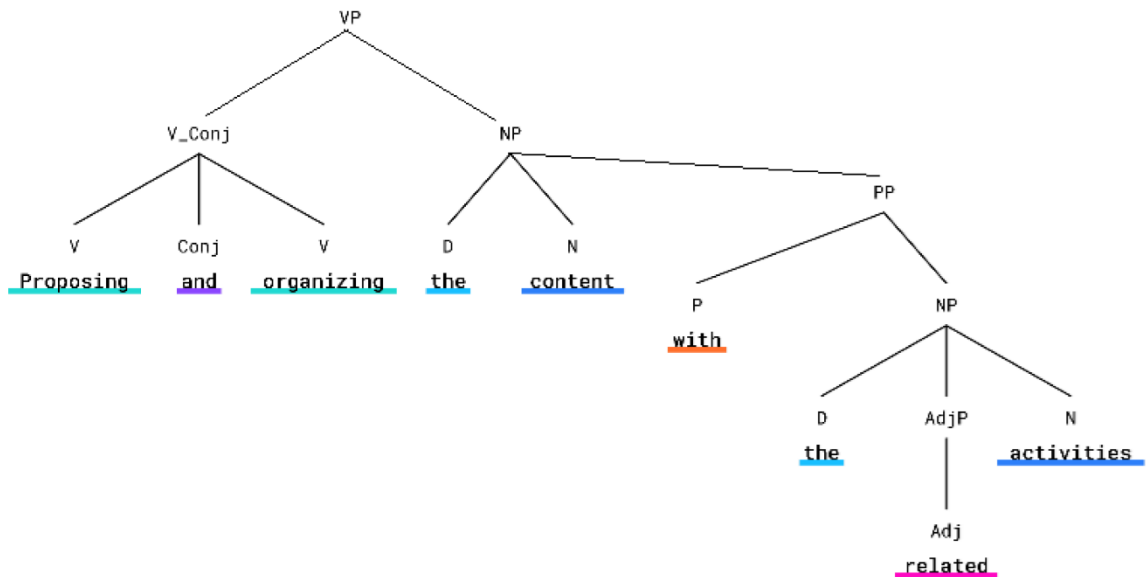 VP
V_Conj NP
PP
V Conj V D N
Proposing and organizing the content
P NP
with
D AdjP N
the activities
Adj
related